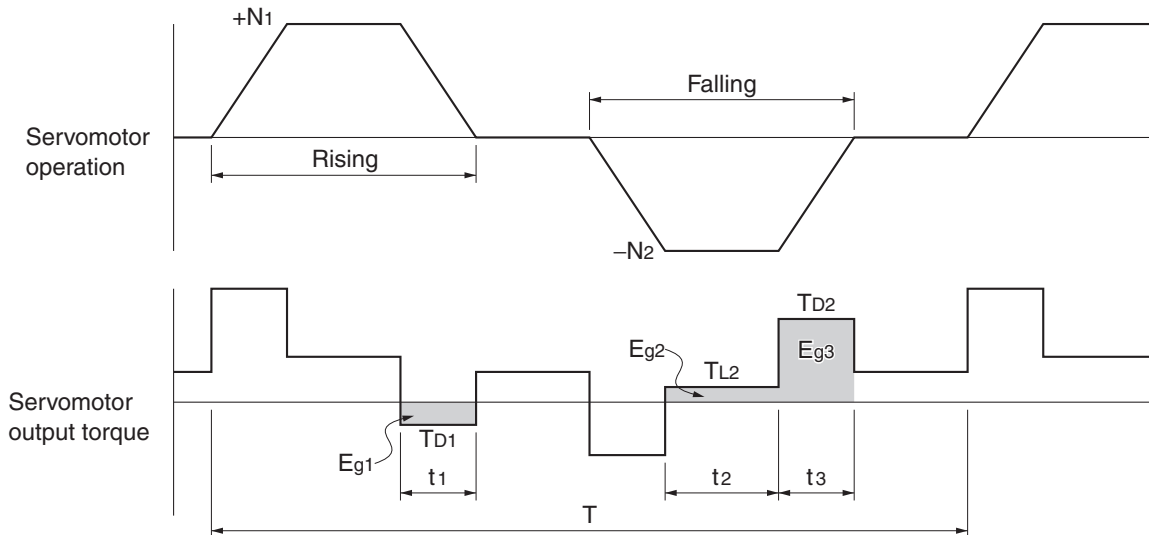 +N1
Falling
Servomotor
operation
Rising
–N2
TD2
Eg2
TL2
Eg3
Servomotor
output torque
TD1
Eg1
t1
t2
t3
T